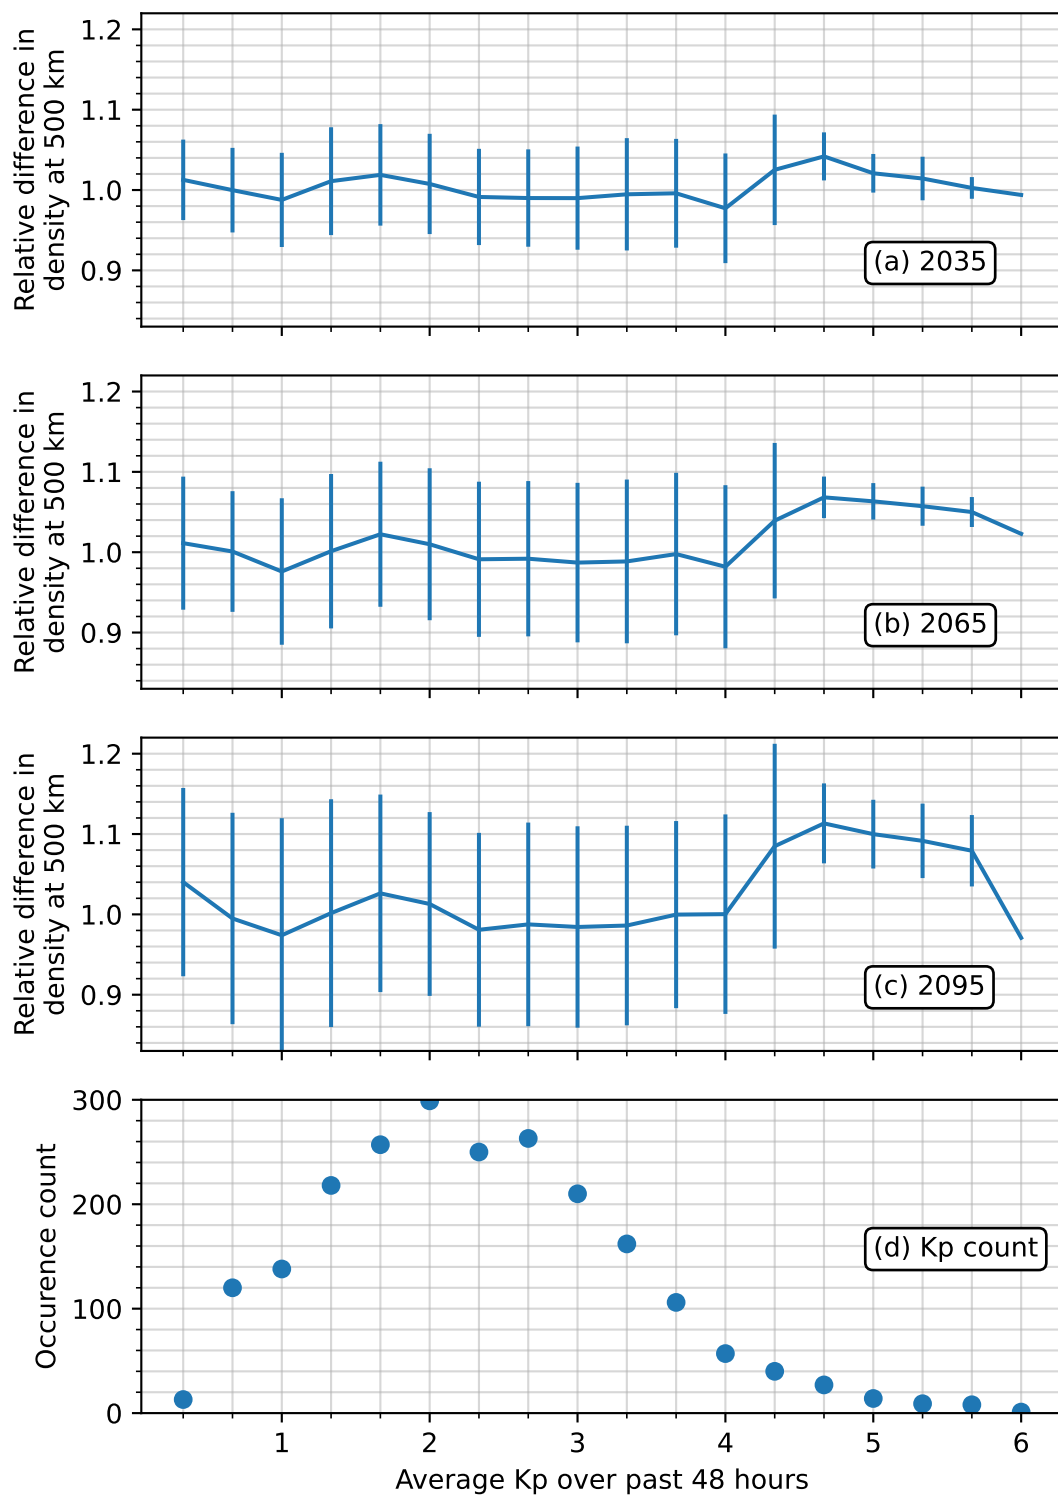 Relative difference in
density at 500 km
1.2
1.1
1.0
0.9
(a) 2035
Relative difference in
density at 500 km
1.2
1.1
1.0
0.9
(b) 2065
Relative difference in
density at 500 km
1.2
1.1
1.0
0.9
(c) 2095
Occurence count
300
200
100
0
(d) Kp count
1 2 3 4 5 6
Average Kp over past 48 hours